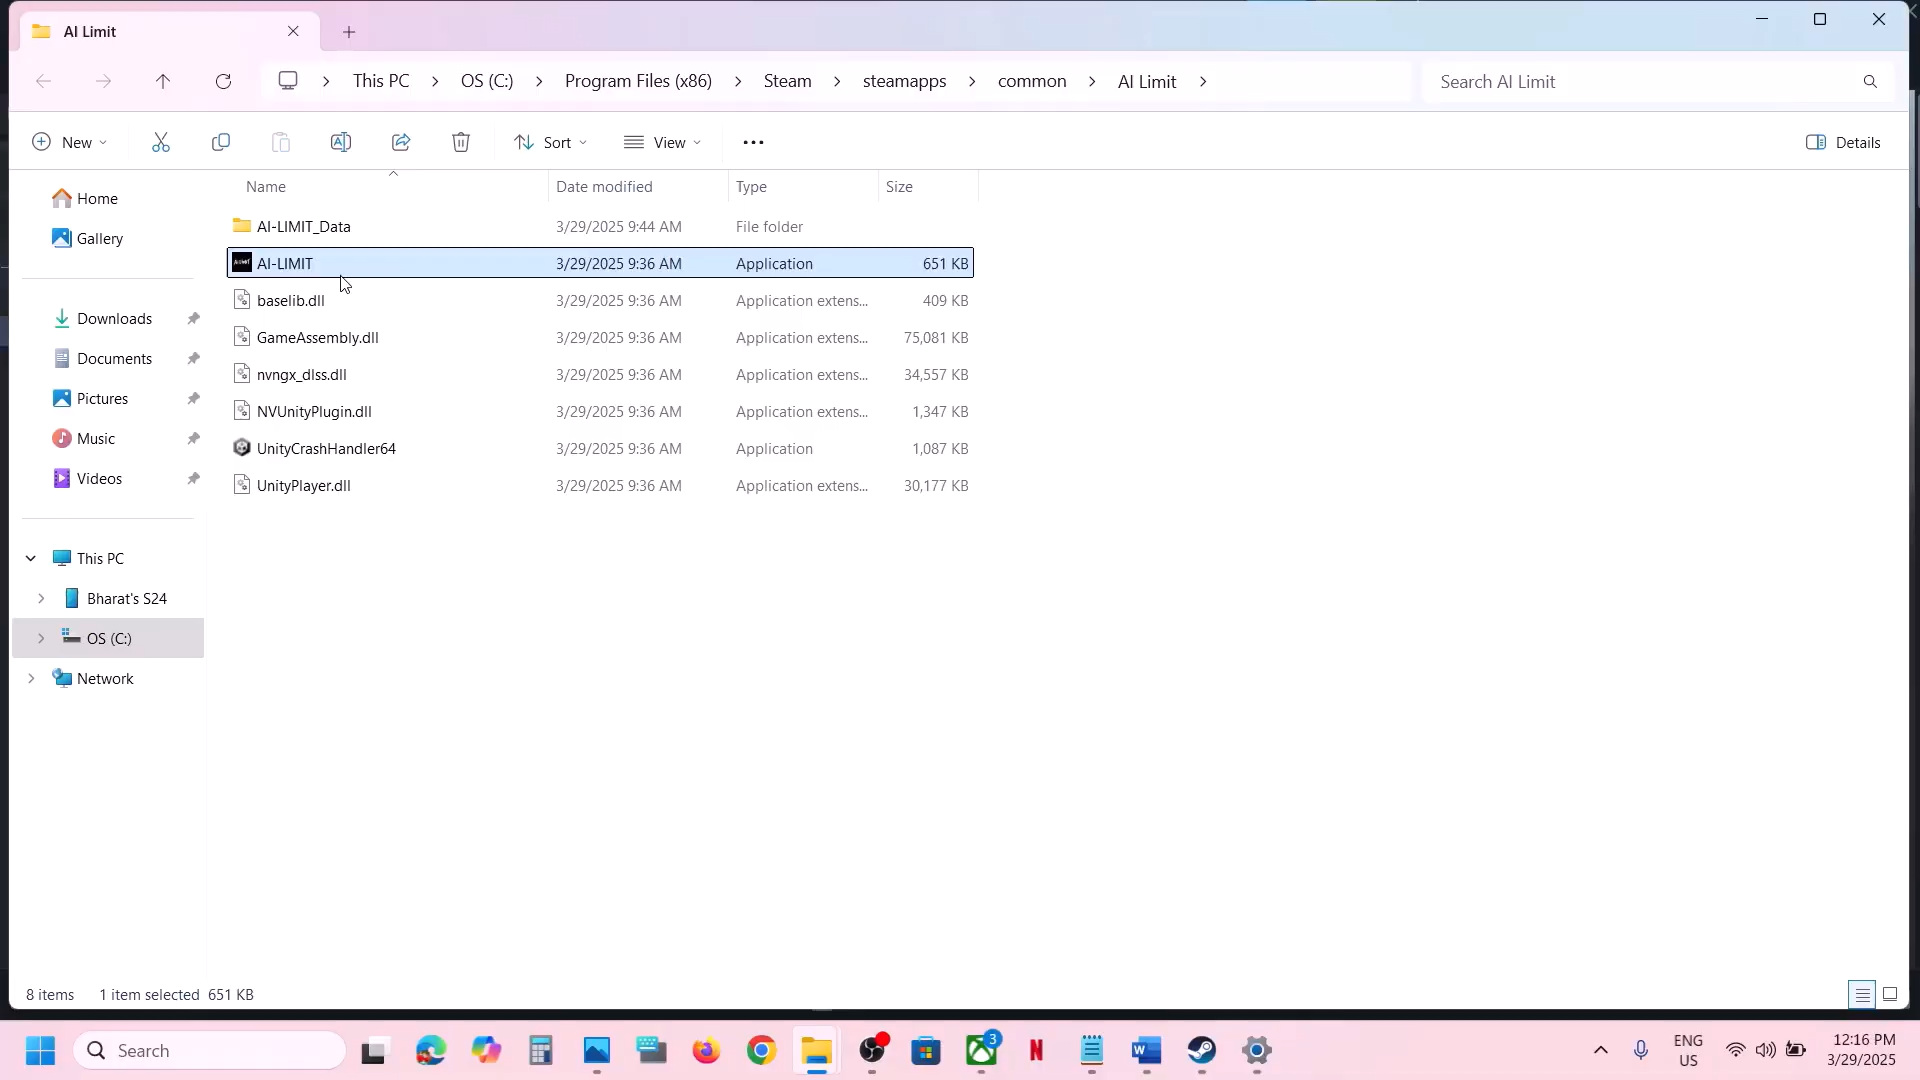 AI Limit
This PC > OS (C:) > Program Files (x86) > Steam > steamapps > common > AI Limit >
Search AI Limit
New
Sort
View
Details
Name Date modified Type Size
AI-LIMIT_Data 3/29/2025 9:44 AM File folder
AI-LIMIT 3/29/2025 9:36 AM Application 651 KB
baselib.dll 3/29/2025 9:36 AM Application extens... 409 KB
GameAssembly.dll 3/29/2025 9:36 AM Application extens... 75,081 KB
nvngx_dlss.dll 3/29/2025 9:36 AM Application extens... 34,557 KB
NVUnityPlugin.dll 3/29/2025 9:36 AM Application extens... 1,347 KB
UnityCrashHandler64 3/29/2025 9:36 AM Application 1,087 KB
UnityPlayer.dll 3/29/2025 9:36 AM Application extens... 30,177 KB
Home
Gallery
Downloads
Documents
Pictures
Music
Videos
This PC
Bharat's S24
OS (C:)
Network
8 items 1 item selected 651 KB
Search
3
ENG
US
12:16 PM
3/29/2025